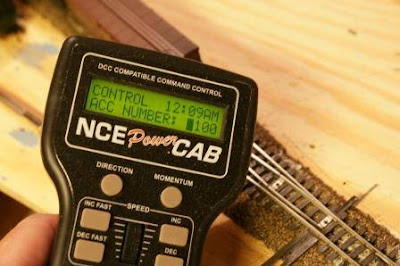 DCC COMPATIBLE COMMAND CONTROL
CONTROL 12:09AM
ACC NUMBER: 100
NCE Power CAB
DIRECTION MOMENTUM
INC FAST SPEED INC
DEC FAST DEC